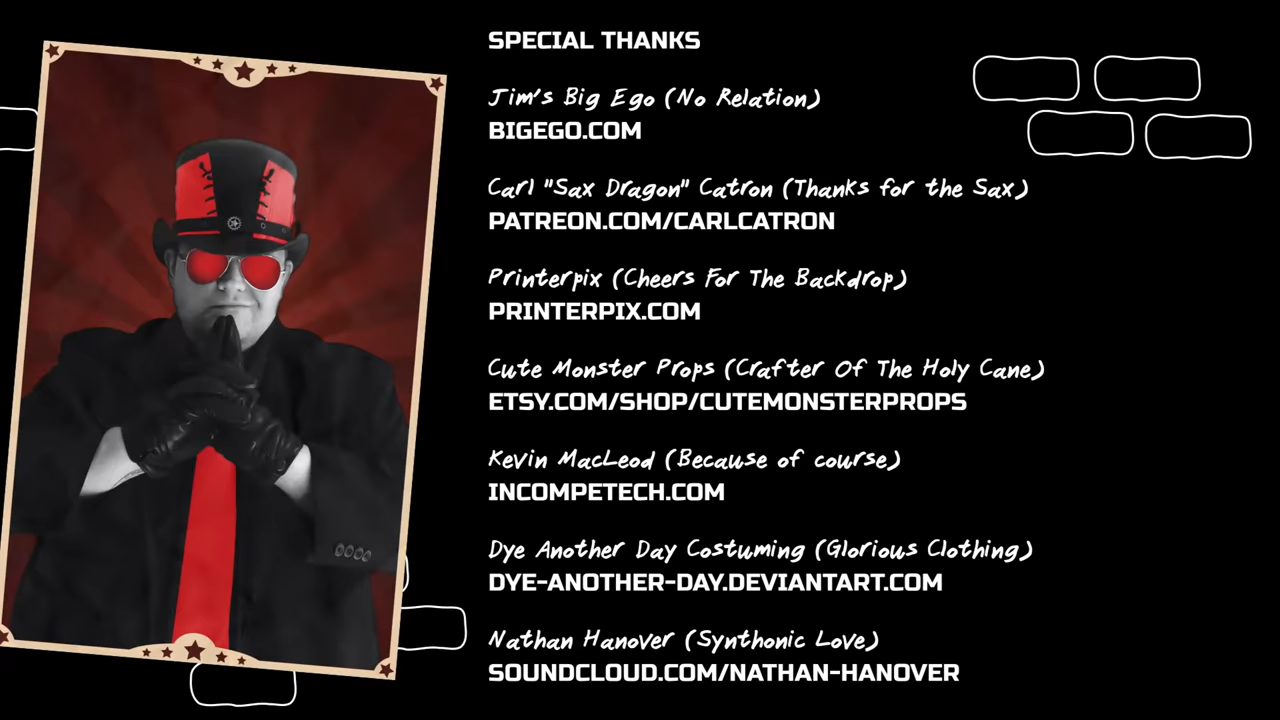 SPECIAL THANKS
Jim's Big Ego (No Relation)
BIGEGO.COM
Carl "Sax Dragon" Catron (Thanks for the Sax)
PATREON.COM/CARLCATRON
Printerpix (Cheers For The Backdrop)
PRINTERPIX.COM
Cute Monster Props (Crafter Of The Holy Cane)
ETSY.COM/SHOP/CUTEMONSTERPROPS
Kevin MacLeod (Because of course)
INCOMPETECH.COM
Dye Another Day Costuming (Glorious Clothing)
DYE-ANOTHER-DAY.DEVIANTART.COM
Nathan Hanover (Synthonic Love)
SOUNDCLOUD.COM/NATHAN-HANOVER